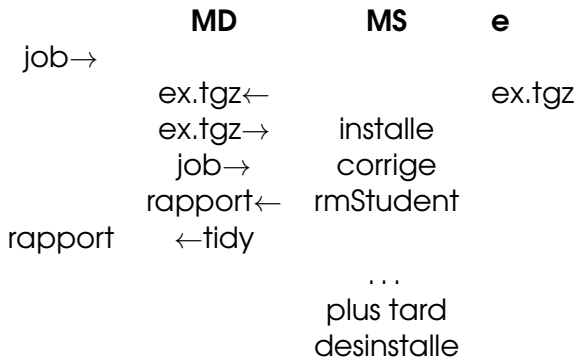 MD MS e
job→
ex.tgz← ex.tgz
ex.tgz→ installe
job→ corrige
rapport← rmStudent
rapport ←tidy
...
plus tard
desinstalle